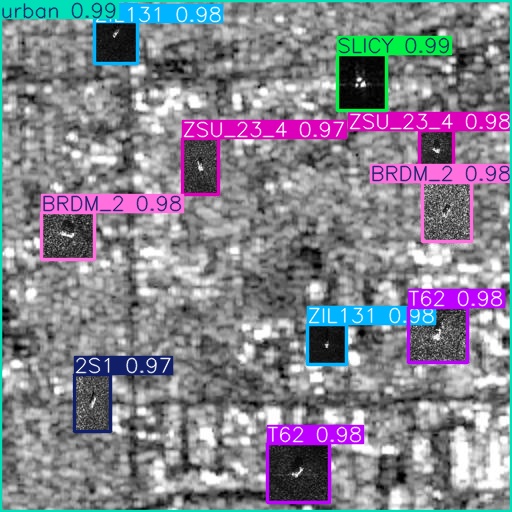 urban 0.99
ZIL131 0.98
SLICY 0.99
ZSU_23_4 0.97
ZSU_23_4 0.98
BRDM_2 0.98
BRDM_2 0.98
T62 0.98
ZIL131 0.98
2S1 0.97
T62 0.98